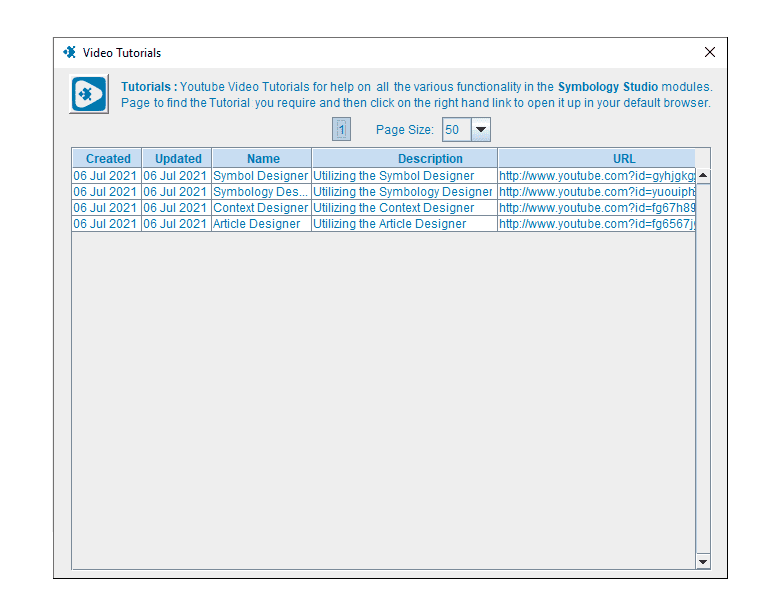 Video Tutorials
Tutorials : Youtube Video Tutorials for help on all the various functionality in the Symbology Studio modules.
Page to find the Tutorial you require and then click on the right hand link to open it up in your default browser.
1 Page Size: 50
Created Updated Name Description URL
06 Jul 2021 06 Jul 2021 Symbol Designer Utilizing the Symbol Designer http://www.youtube.com?id=gyhjgkg
06 Jul 2021 06 Jul 2021 Symbology Des... Utilizing the Symbology Designer http://www.youtube.com?id=yuouiph
06 Jul 2021 06 Jul 2021 Context Designer Utilizing the Context Designer http://www.youtube.com?id=fg67h89
06 Jul 2021 06 Jul 2021 Article Designer Utilizing the Article Designer http://www.youtube.com?id=fg6567j